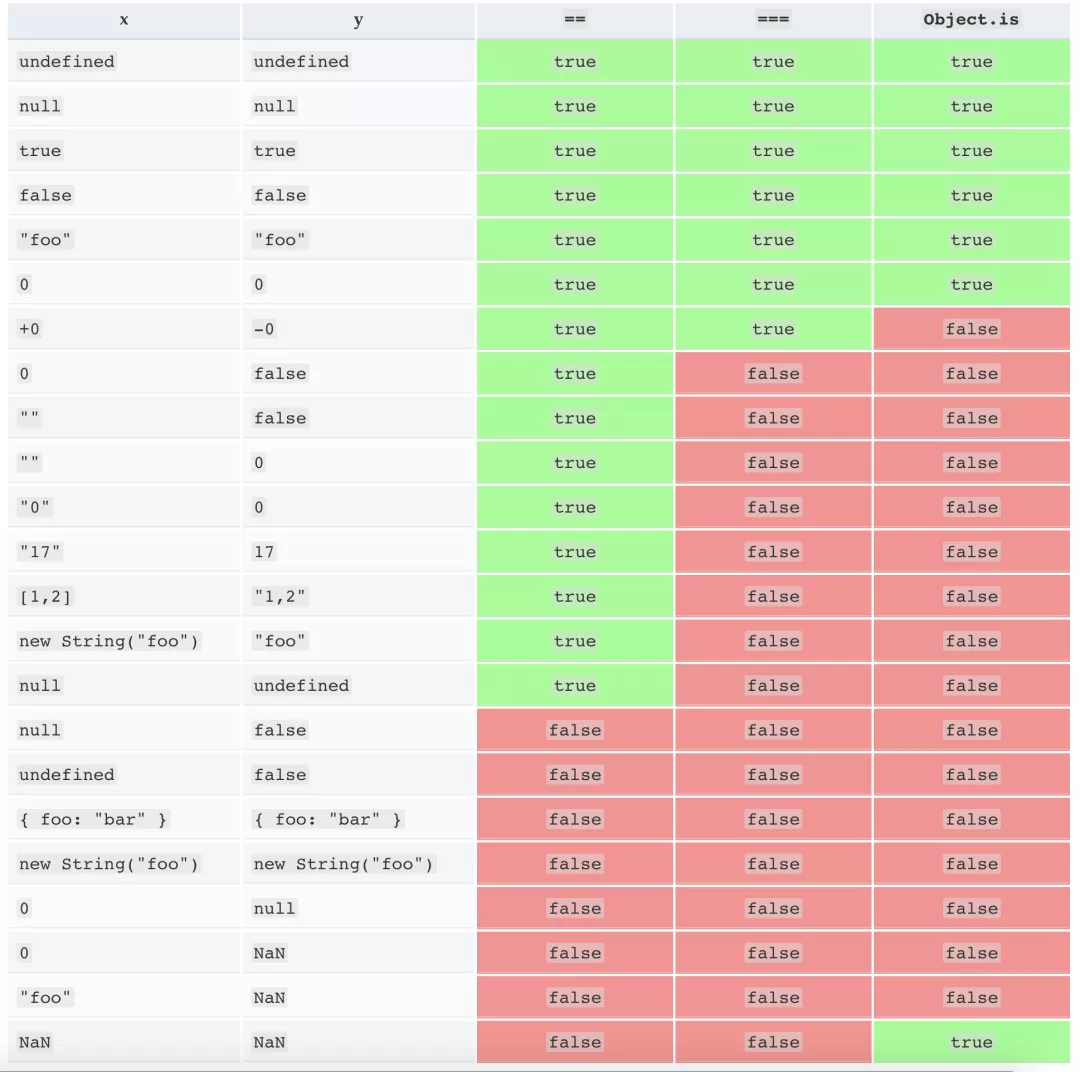 x y == === Object.is
undefined undefined true true true
null null true true true
true true true true true
false false true true true
"foo" "foo" true true true
0 0 true true true
+0 -0 true true false
0 false true false false
"" false true false false
"" 0 true false false
"0" 0 true false false
"17" 17 true false false
[1,2] "1,2" true false false
new String("foo") "foo" true false false
null undefined true false false
null false false false false
undefined false false false false
{ foo: "bar" } { foo: "bar" } false false false
new String("foo") new String("foo") false false false
0 null false false false
0 NaN false false false
"foo" NaN false false false
NaN NaN false false true